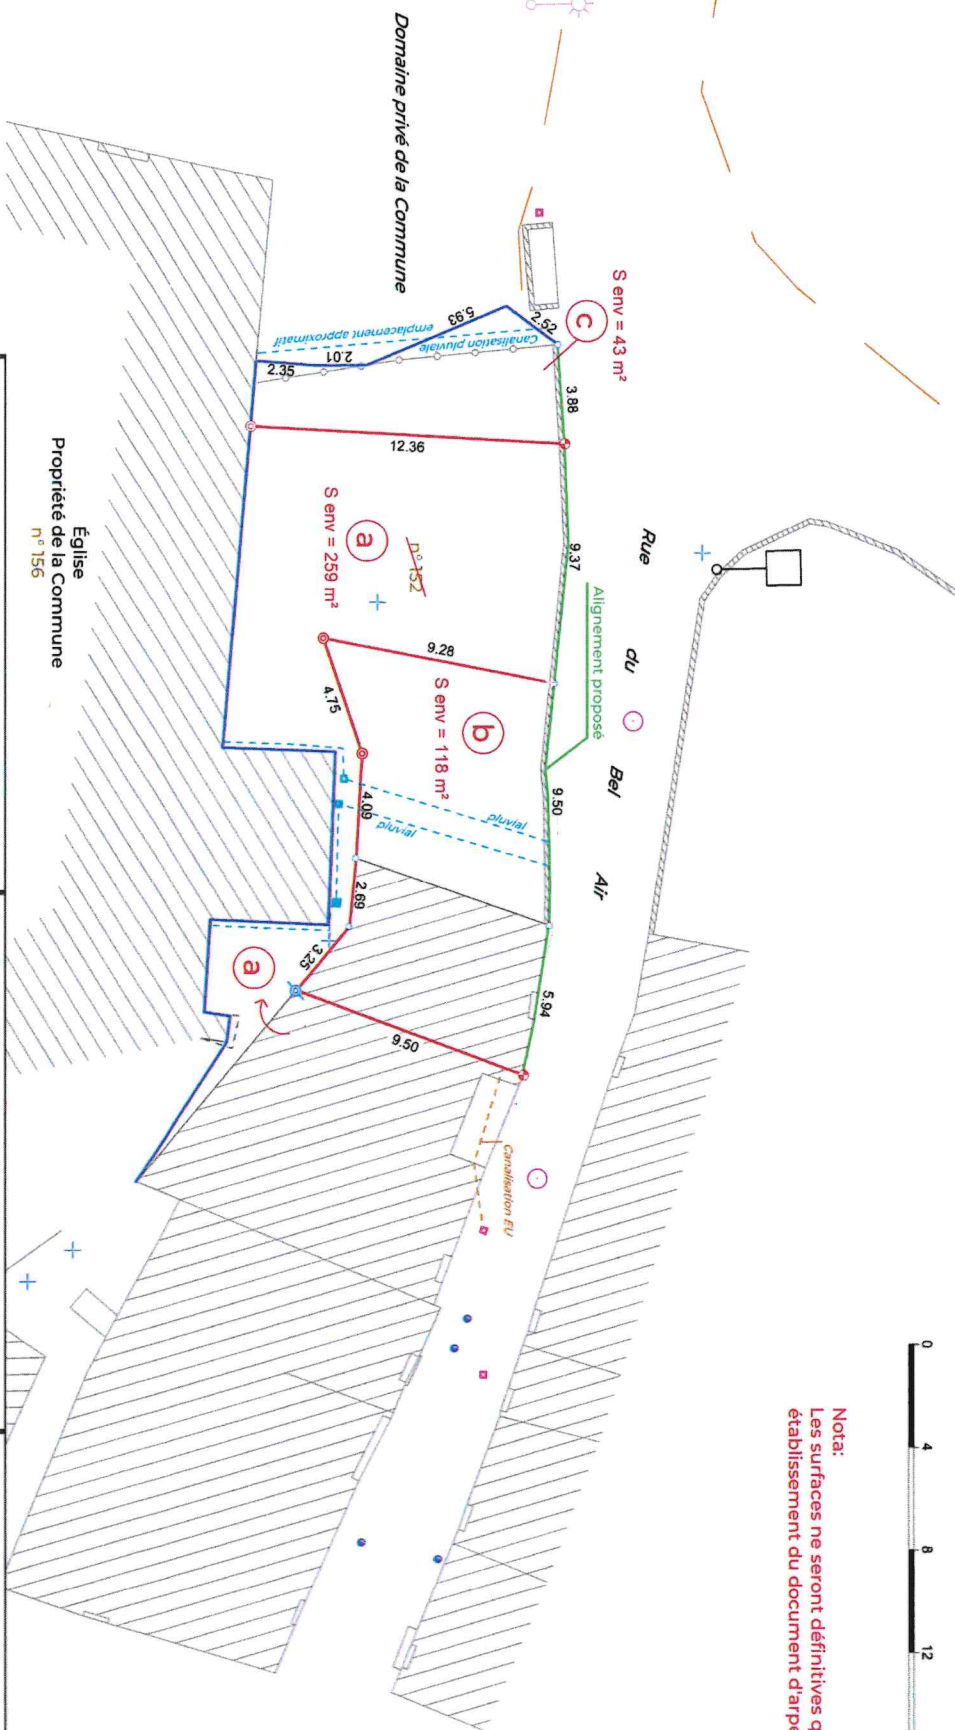 Domaine privé de la Commune
S env = 43 m²
c
2.52
5.93
Canalisation pluviale
emplacement approximatif
2.01
2.35
3.88
12.36
Rue du Bel Air
9.37
Alignement proposé
n° 152
a
S env = 259 m²
9.28
4.75
b
S env = 118 m²
9.50
pluvial
pluvial
4.09
2.69
3.25
a
5.94
9.50
Canalisation EU
Église
Propriété de la Commune
n° 156
0 4 8 12
Nota:
Les surfaces ne seront définitives
établissement du document